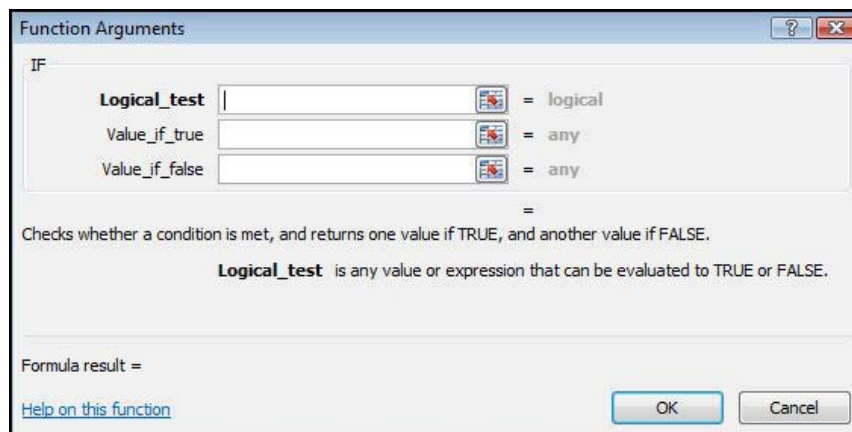 Function Arguments
IF
Logical_test = logical
Value_if_true = any
Value_if_false = any
=
Checks whether a condition is met, and returns one value if TRUE, and another value if FALSE.
Logical_test is any value or expression that can be evaluated to TRUE or FALSE.
Formula result =
Help on this function
OK
Cancel